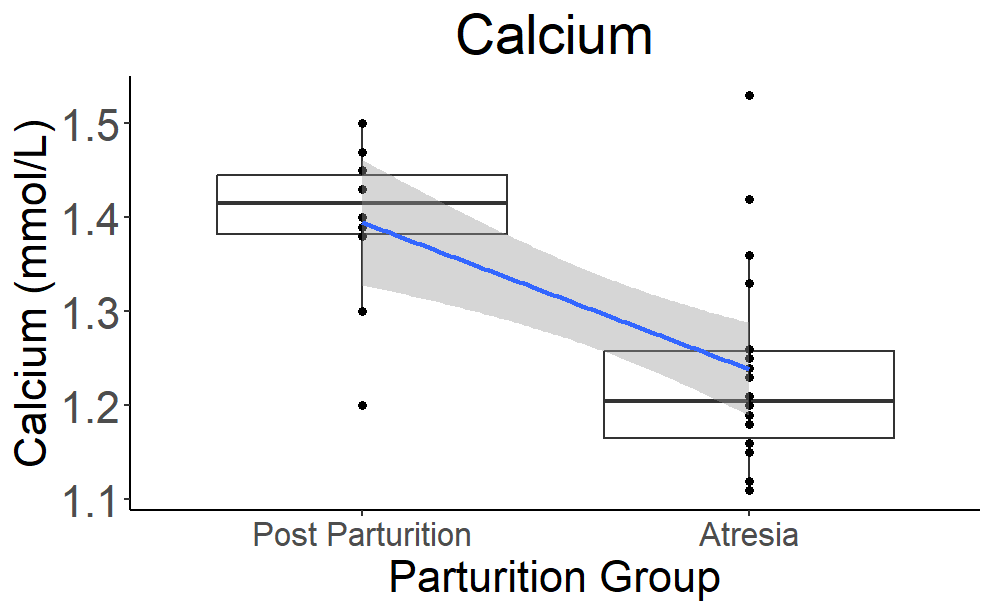 Calcium
Calcium (mmol/L)
1.5
1.4
1.3
1.2
1.1
Post Parturition
Atresia
Parturition Group